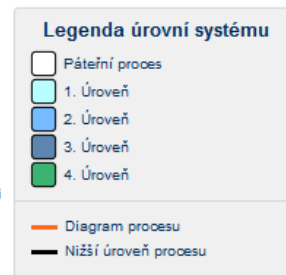 Legenda úrovní systému
Páteřní proces
1. Úroveň
2. Úroveň
3. Úroveň
4. Úroveň
Diagram procesu
Nižší úroveň procesu